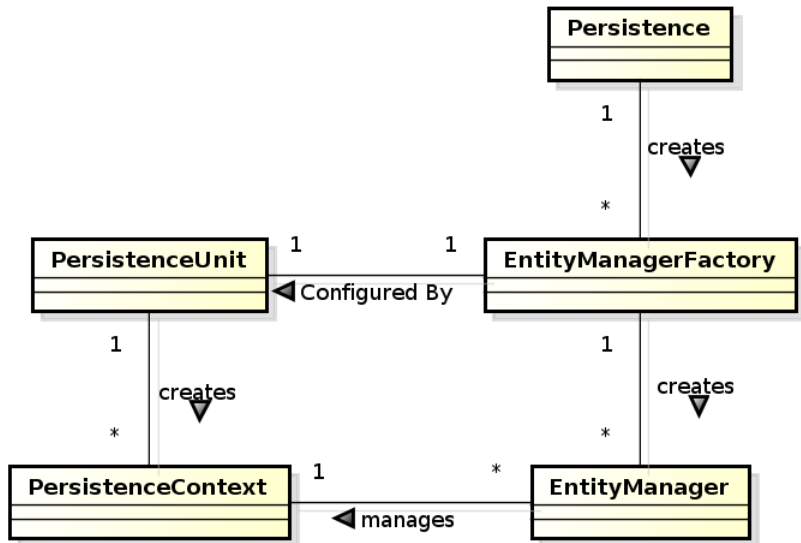 Persistence
1
creates
*
PersistenceUnit
1
1
EntityManagerFactory
Configured By
1
creates
*
1
creates
*
PersistenceContext
1
*
EntityManager
manages